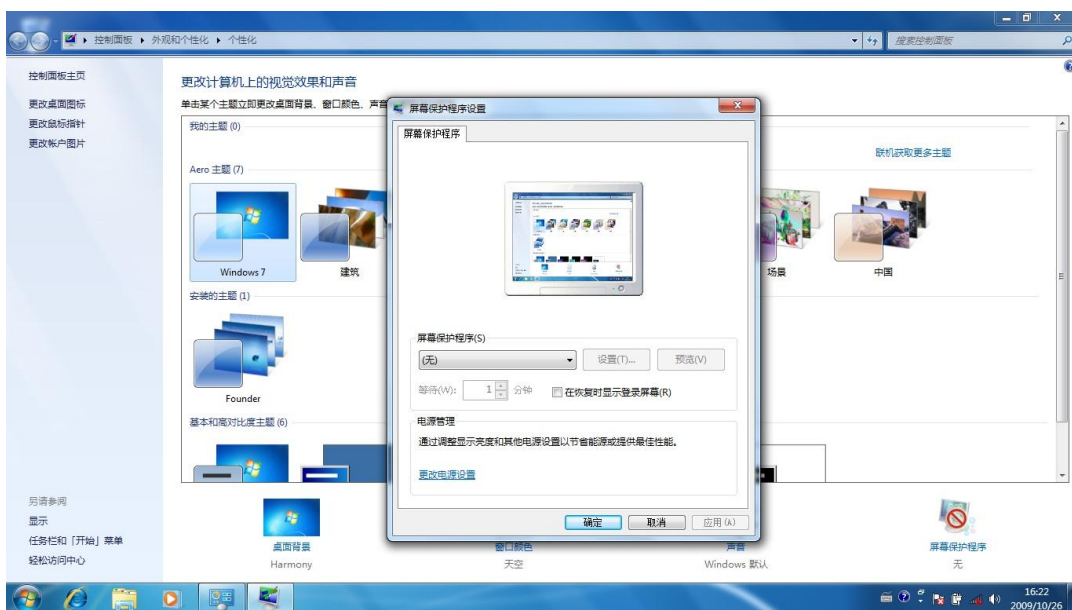 控制面板 ▸ 外观和个性化 ▸ 个性化
搜索控制面板
控制面板主页
更改桌面图标
更改鼠标指针
更改帐户图片
更改计算机上的视觉效果和声音
单击某个主题立即更改桌面背景、窗口颜色、声音
我的主题 (0)
联机获取更多主题
Aero 主题 (7)
Windows 7
建筑
场景
中国
安装的主题 (1)
Founder
基本和高对比度主题 (6)
屏幕保护程序设置
屏幕保护程序
屏幕保护程序(S)
(无)
设置(T)...
预览(V)
等待(W):
1
分钟
在恢复时显示登录屏幕(R)
电源管理
通过调整显示亮度和其他电源设置以节省能源或提供最佳性能。
更改电源设置
确定
取消
应用(A)
另请参阅
显示
任务栏和「开始」菜单
轻松访问中心
桌面背景
Harmony
窗口颜色
天空
声音
Windows 默认
屏幕保护程序
无
16:22
2009/10/26